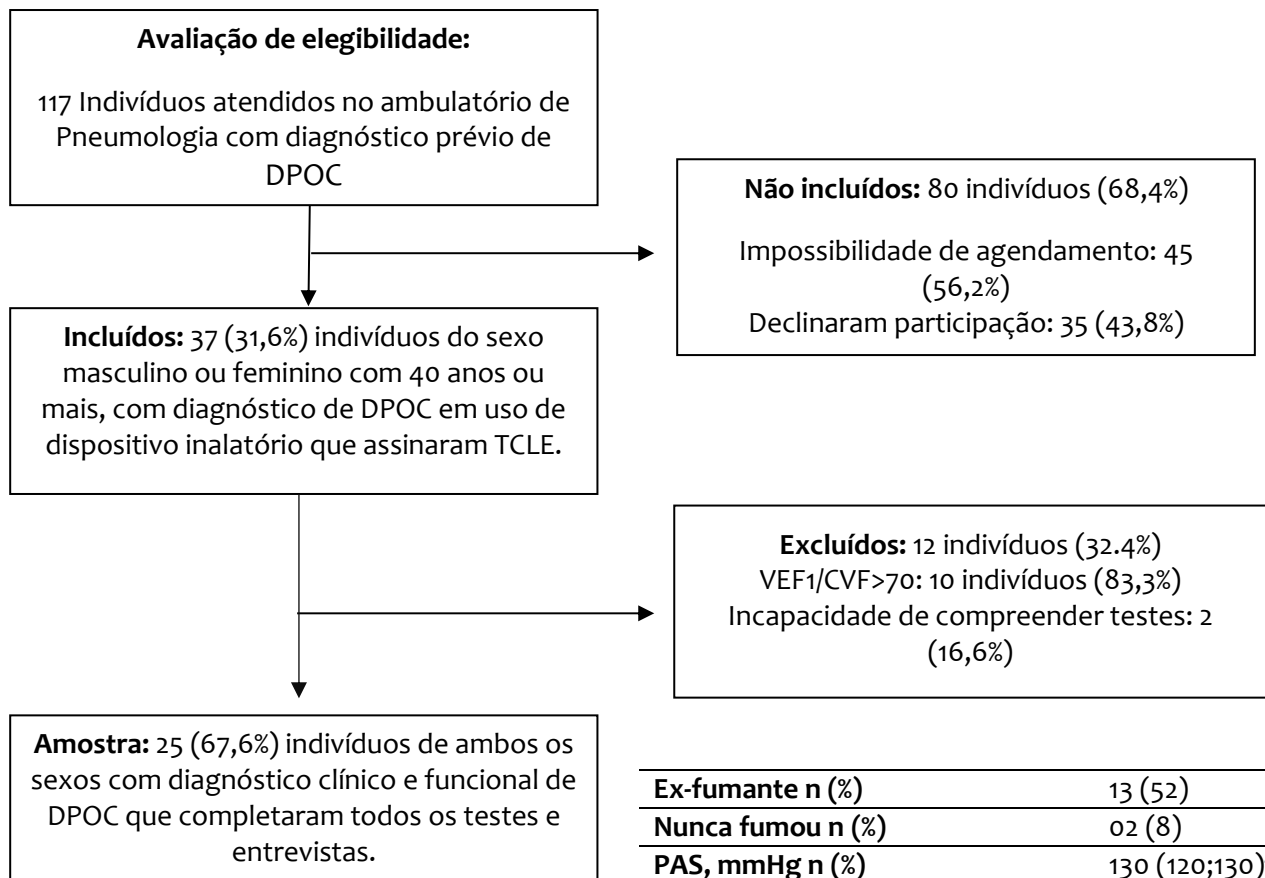 Avaliação de elegibilidade:
117 Indivíduos atendidos no ambulatório de
Pneumologia com diagnóstico prévio de
DPOC
Não incluídos: 80 indivíduos (68,4%)
Impossibilidade de agendamento: 45
(56,2%)
Declinaram participação: 35 (43,8%)
Incluídos: 37 (31,6%) indivíduos do sexo
masculino ou feminino com 40 anos ou
mais, com diagnóstico de DPOC em uso de
dispositivo inalatório que assinaram TCLE.
Excluídos: 12 indivíduos (32.4%)
VEF1/CVF>70: 10 indivíduos (83,3%)
Incapacidade de compreender testes: 2
(16,6%)
Amostra: 25 (67,6%) indivíduos de ambos os
sexos com diagnóstico clínico e funcional de
DPOC que completaram todos os testes e
entrevistas.
Ex-fumante n (%) 13 (52)
Nunca fumou n (%) 02 (8)
PAS, mmHg n (%) 130 (120;130)